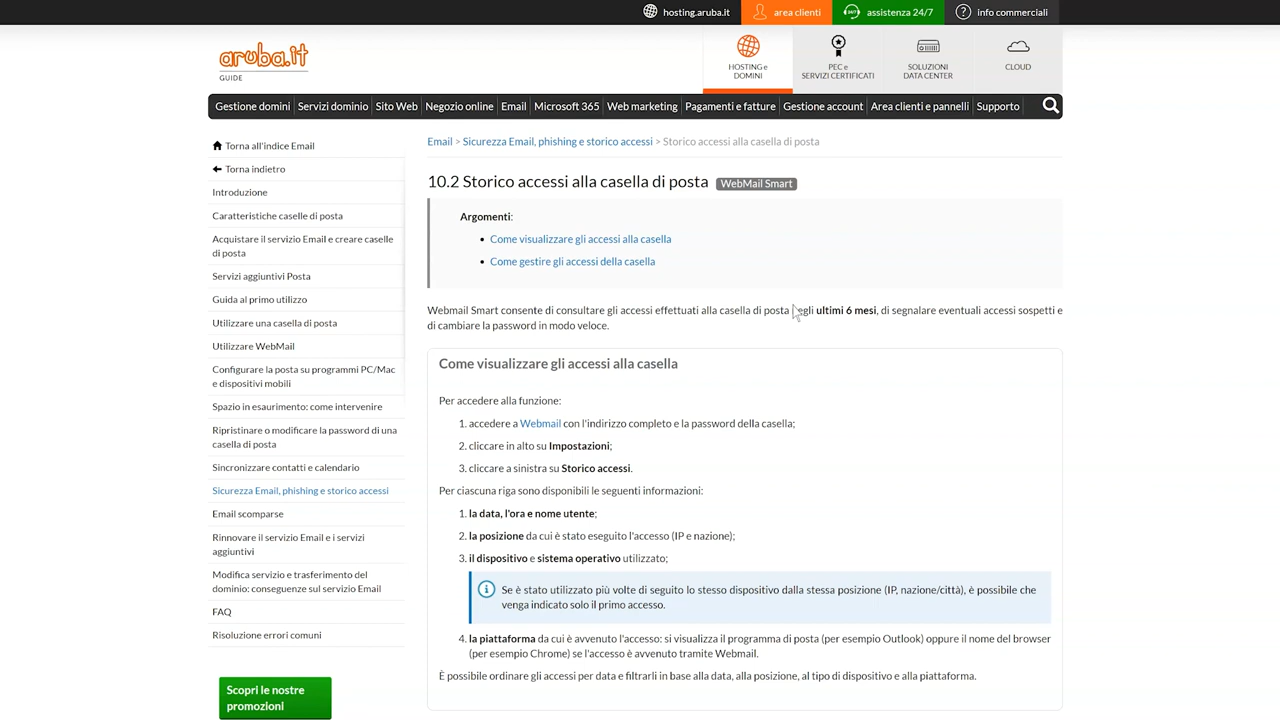 hosting.aruba.it
area clienti
assistenza 24/7
info commerciali
aruba.it
GUIDE
HOSTING e
DOMINI
PEC e
SERVIZI CERTIFICATI
SOLUZIONI
DATA CENTER
CLOUD
Gestione domini
Servizi dominio
Sito Web
Negozio online
Email
Microsoft 365
Web marketing
Pagamenti e fatture
Gestione account
Area clienti e pannelli
Supporto
Torna all'indice Email
Torna indietro
Introduzione
Caratteristiche caselle di posta
Acquistare il servizio Email e creare caselle
di posta
Servizi aggiuntivi Posta
Guida al primo utilizzo
Utilizzare una casella di posta
Utilizzare WebMail
Configurare la posta su programmi PC/Mac
e dispositivi mobili
Spazio in esaurimento: come intervenire
Ripristinare o modificare la password di una
casella di posta
Sincronizzare contatti e calendario
Sicurezza Email, phishing e storico accessi
Email scomparse
Rinnovare il servizio Email e i servizi
aggiuntivi
Modifica servizio e trasferimento del
dominio: conseguenze sul servizio Email
FAQ
Risoluzione errori comuni
Scopri le nostre
promozioni
Email > Sicurezza Email, phishing e storico accessi > Storico accessi alla casella di posta
10.2 Storico accessi alla casella di posta WebMail Smart
Argomenti:
• Come visualizzare gli accessi alla casella
• Come gestire gli accessi della casella
Webmail Smart consente di consultare gli accessi effettuati alla casella di posta ultimi 6 mesi, di segnalare eventuali accessi sospetti e
di cambiare la password in modo veloce.
Come visualizzare gli accessi alla casella
Per accedere alla funzione:
1. accedere a Webmail con l'indirizzo completo e la password della casella;
2. cliccare in alto su Impostazioni;
3. cliccare a sinistra su Storico accessi.
Per ciascuna riga sono disponibili le seguenti informazioni:
1. la data, l'ora e nome utente;
2. la posizione da cui è stato eseguito l'accesso (IP e nazione);
3. il dispositivo e sistema operativo utilizzato;
Se è stato utilizzato più volte di seguito lo stesso dispositivo dalla stessa posizione (IP, nazione/città), è possibile che
venga indicato solo il primo accesso.
4. la piattaforma da cui è avvenuto l'accesso: si visualizza il programma di posta (per esempio Outlook) oppure il nome del browser
(per esempio Chrome) se l'accesso è avvenuto tramite Webmail.
È possibile ordinare gli accessi per data e filtrarli in base alla data, alla posizione, al tipo di dispositivo e alla piattaforma.